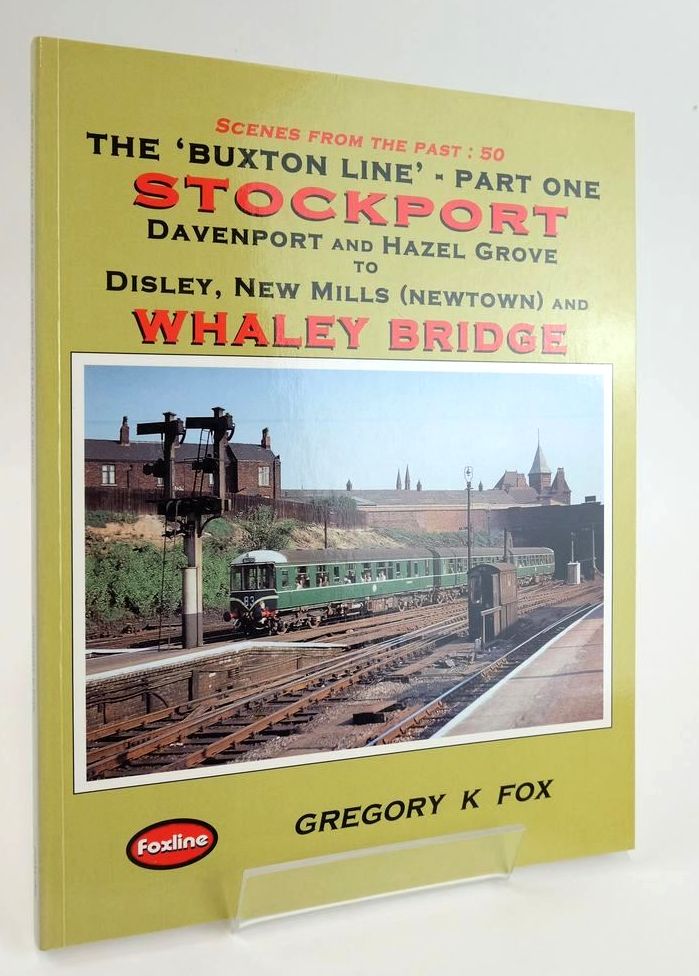 SCENES FROM THE PAST : 50
THE ‘BUXTON LINE’ - PART ONE
STOCKPORT
DAVENPORT AND HAZEL GROVE
TO
DISLEY, NEW MILLS (NEWTOWN) AND
WHALEY BRIDGE
83
GREGORY K FOX
Foxline